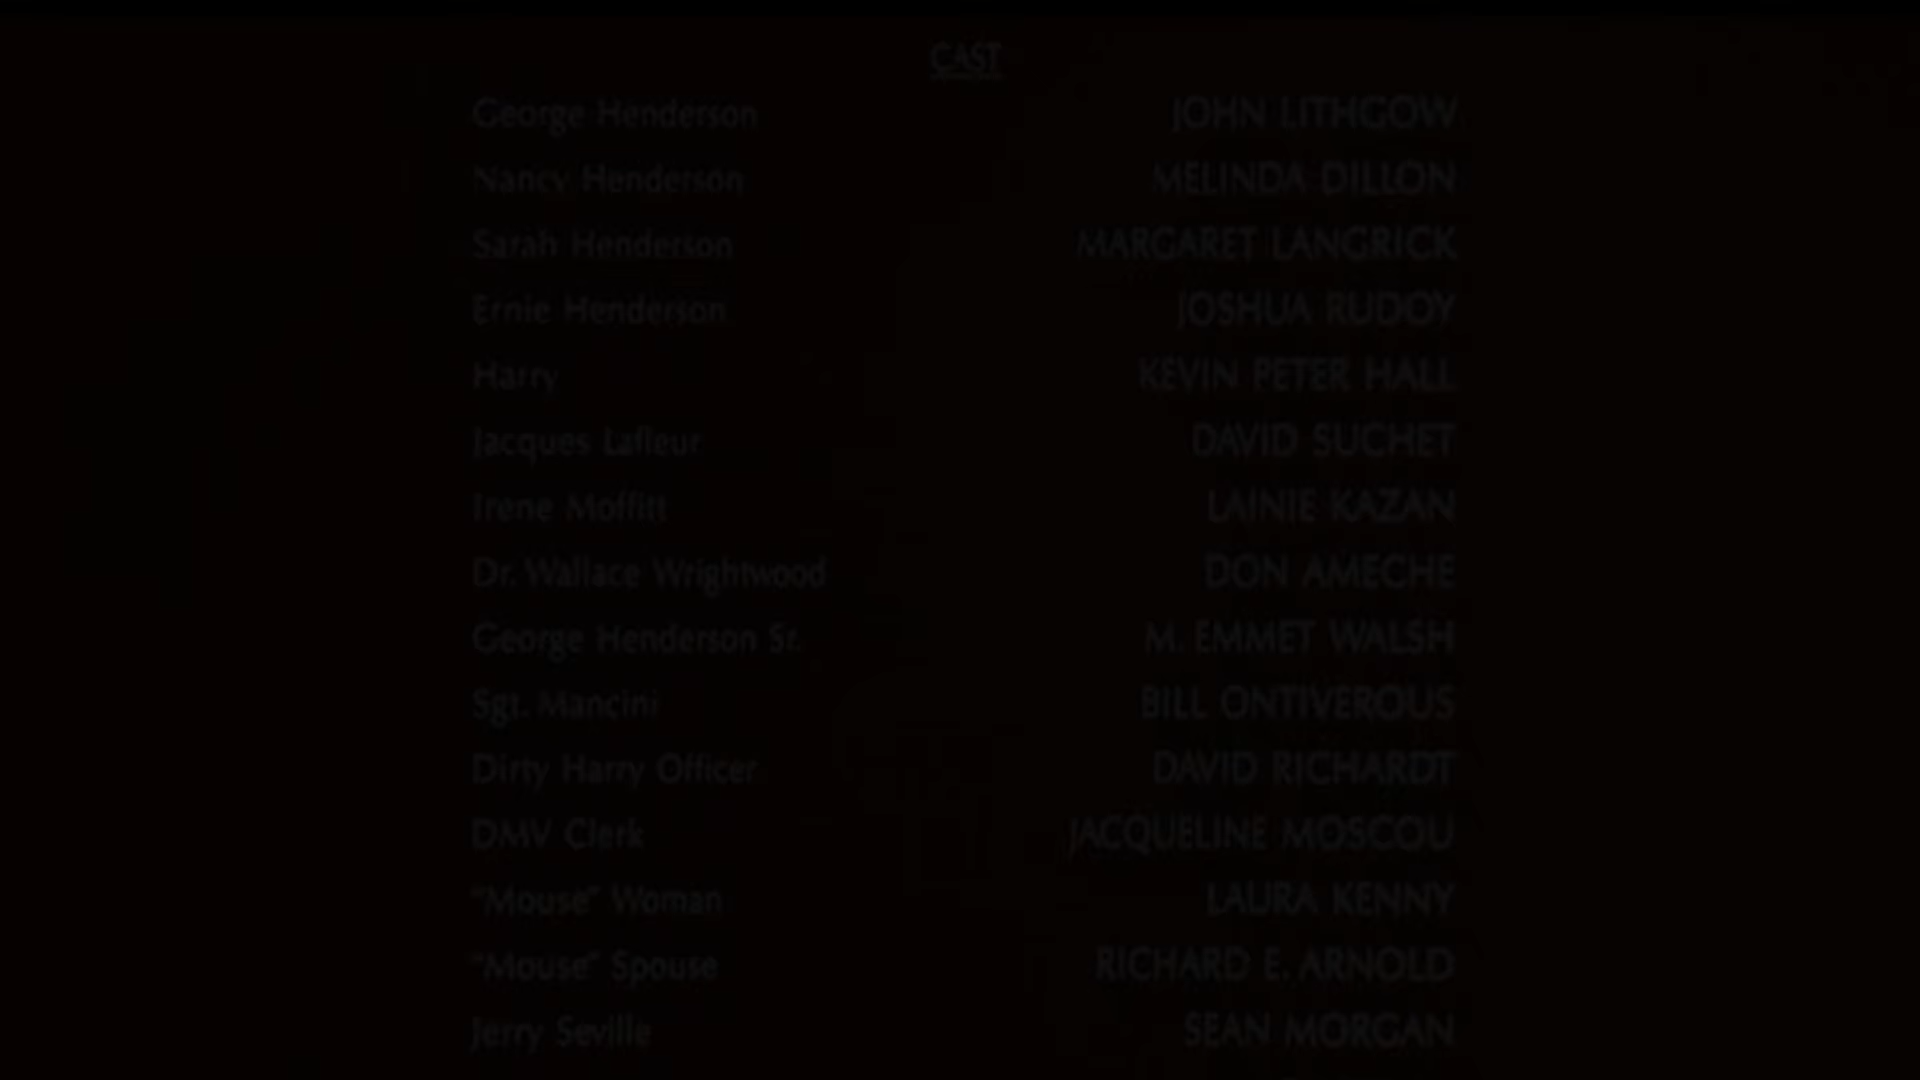 CAST
George Henderson JOHN LITHGOW
Nancy Henderson MELINDA DILLON
Sarah Henderson MARGARET LANGRICK
Ernie Henderson JOSHUA RUDOY
Harry KEVIN PETER HALL
Jacques Lafleur DAVID SUCHET
Irene Moffitt LAINIE KAZAN
Dr. Wallace Wrightwood DON AMECHE
George Henderson Sr. M. EMMET WALSH
Sgt. Mancini BILL ONTIVEROUS
Dirty Harry Officer DAVID RICHARDT
DMV Clerk JACQUELINE MOSCOU
"Mouse" Woman LAURA KENNY
"Mouse" Spouse RICHARD E. ARNOLD
Jerry Seville SEAN MORGAN